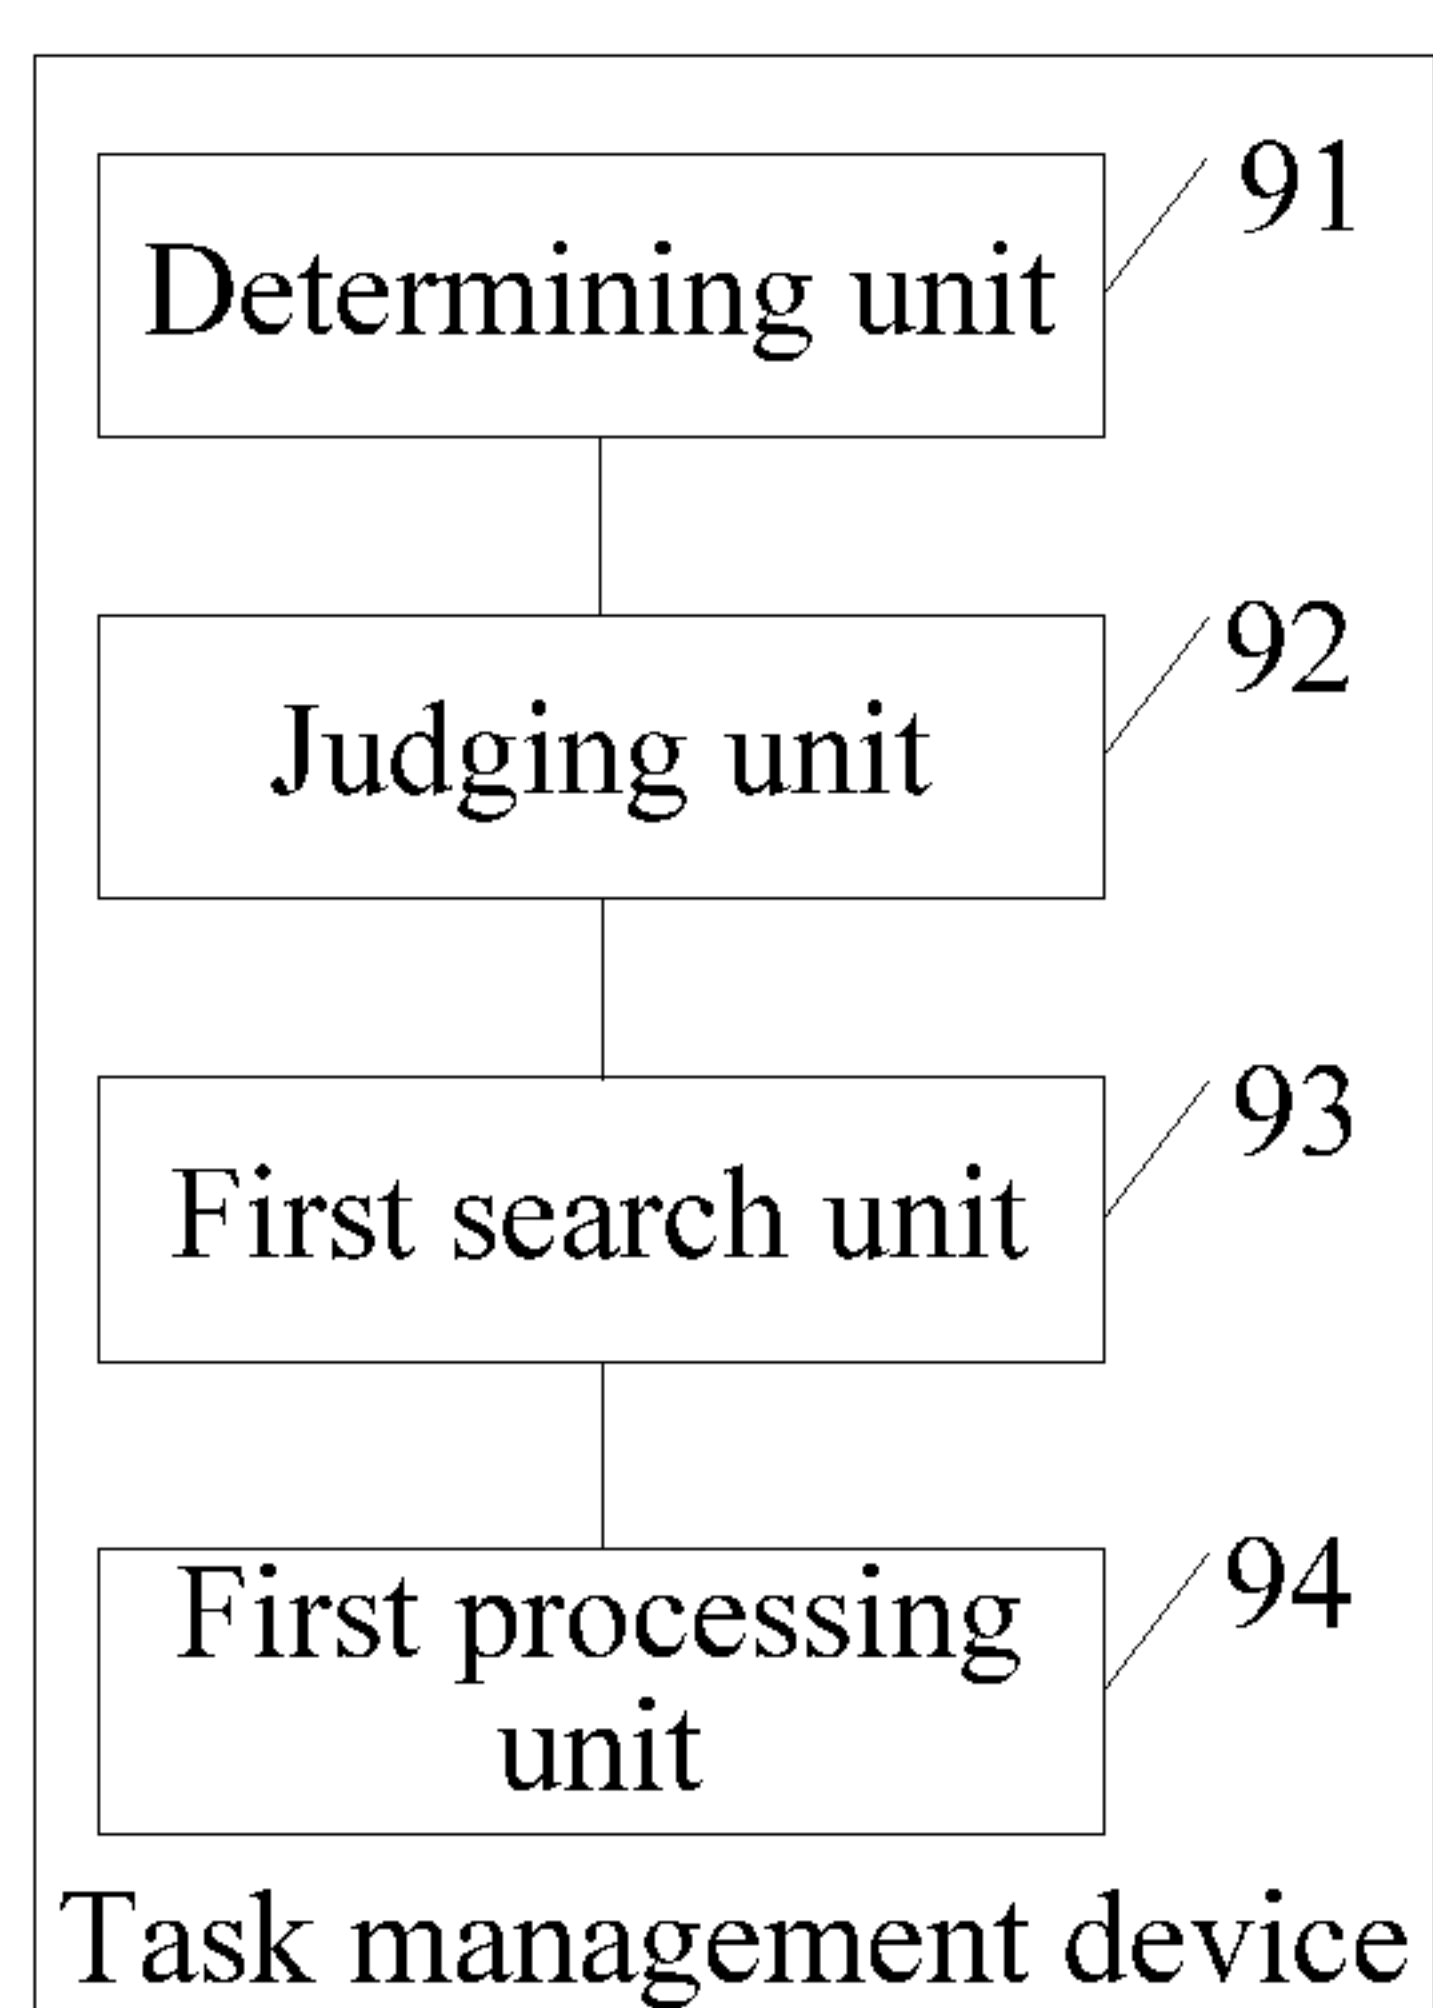 91
Determining unit
92
Judging unit
93
First search unit
94
First processing
unit
Task management device